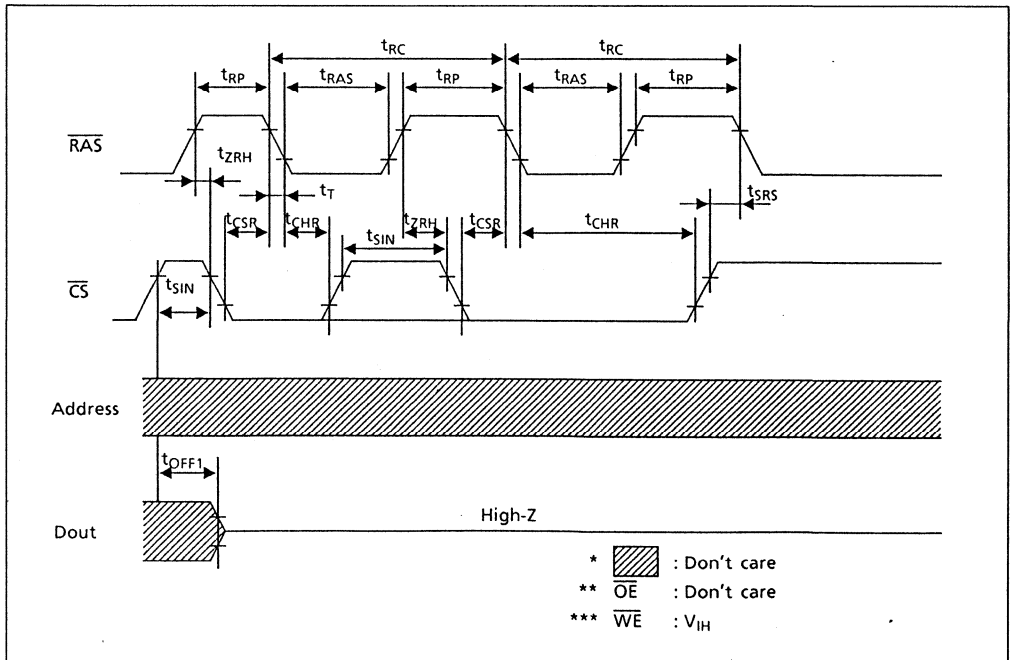 tRC tRC
tRP tRAS tRP tRAS tRP
RAS
tZRH
tT
tSRS
tCSR tCHR tZRH tCSR tCHR
tSIN
CS
tSIN
Address
tOFF1
High-Z
Dout
* : Don't care
** OE : Don't care
*** WE : VIH